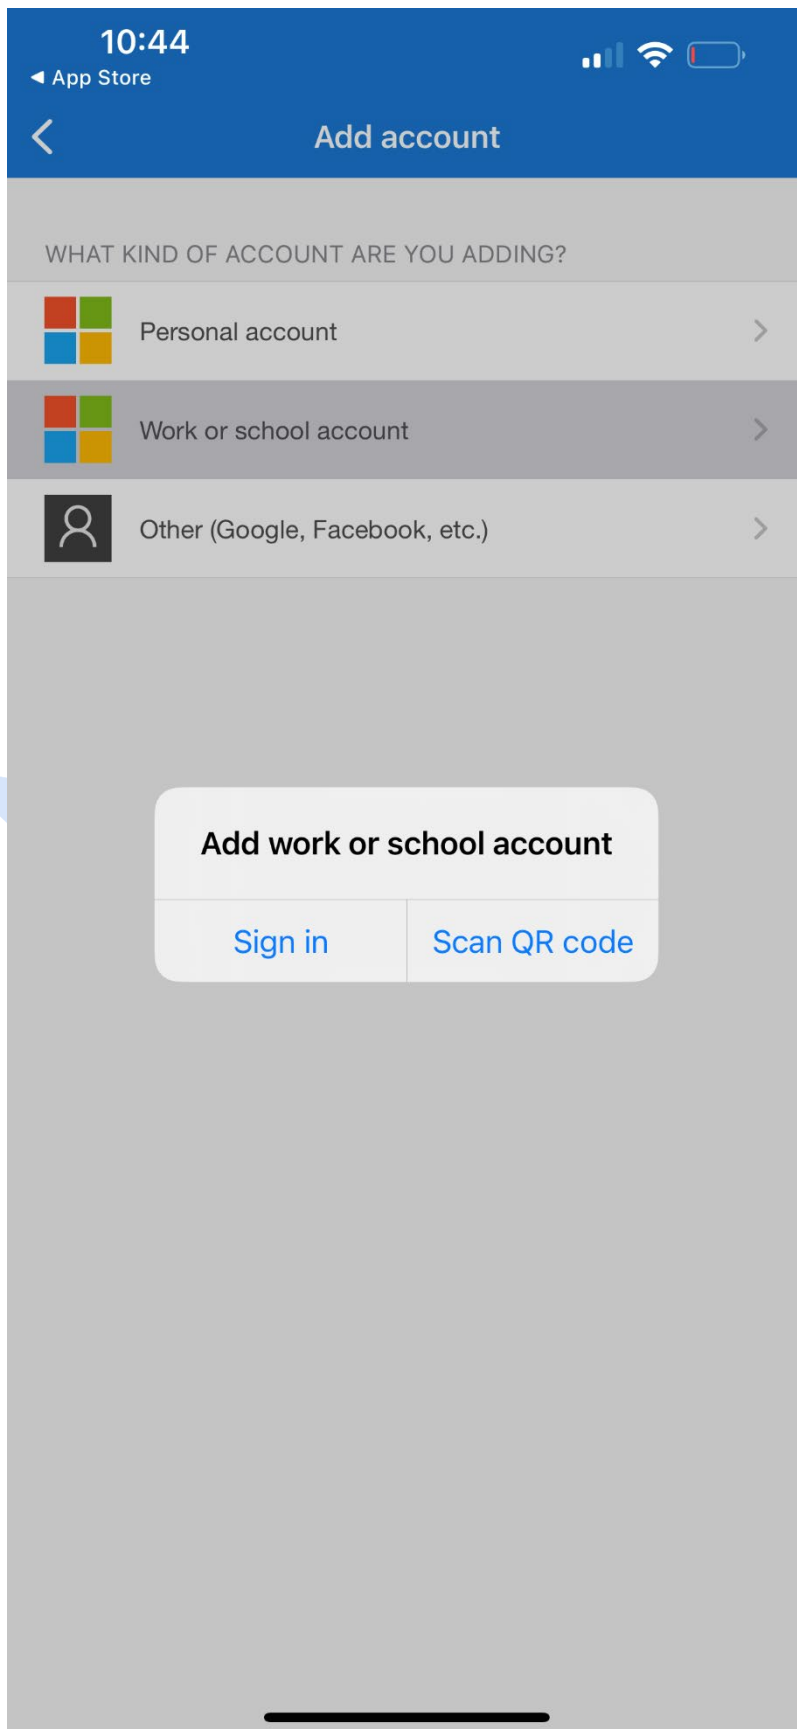 10:44
◀ App Store
Add account
WHAT KIND OF ACCOUNT ARE YOU ADDING?
Personal account
Work or school account
Other (Google, Facebook, etc.)
Add work or school account
Sign in
Scan QR code